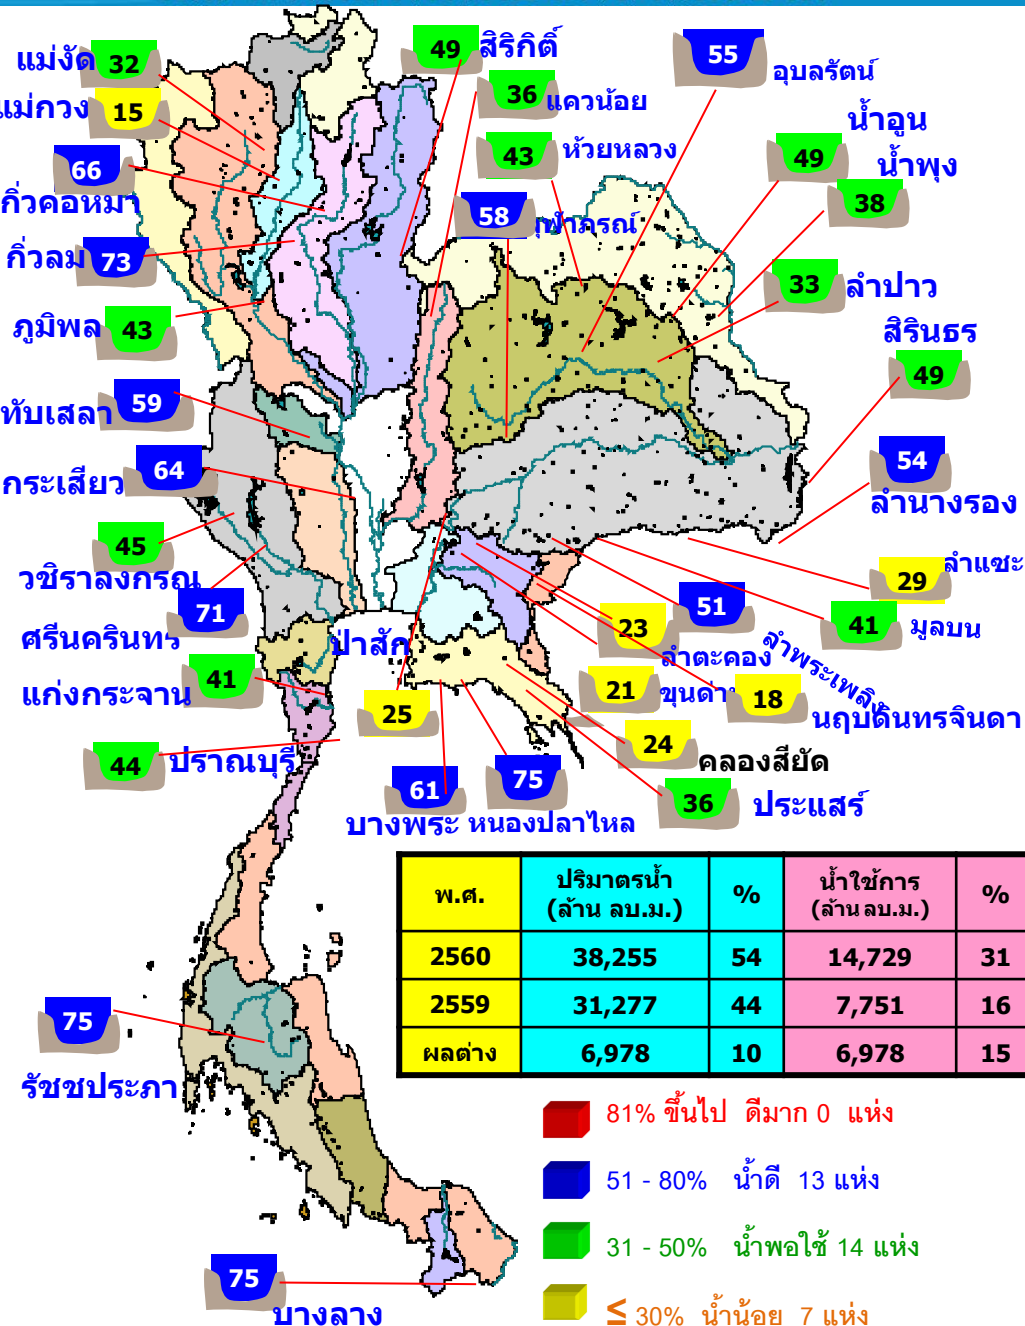 แม่งัด 32
49 สิริกิติ์
55 อุบลรัตน์
แม่กวง 15
36 แควน้อย
น้ำอูน 49
43 ห้วยหลวง
น้ำพุง 38
66 กิ่วคอหมา
58 จุฬาภรณ์
กิ่วลม 73
33 ลำปาว
ภูมิพล 43
สิรินธร 49
ทับเสลา 59
กระเสียว 64
54 ลำนางรอง
45 วชิราลงกรณ
71 ศรีนครินทร
29 ลำแซะ
51 ลำพระเพลิง
41 มูลบน
23 ลำตะคอง
ป่าสัก 25
แก่งกระจาน 41
21 ขุนด่าน
18 นฤบดินทรจินดา
44 ปราณบุรี
24 คลองสียัด
61 บางพระ
75 หนองปลาไหล
36 ประแสร์
พ.ศ. ปริมาตรน้ำ (ล้าน ลบ.ม.) % น้ำใช้การ (ล้าน ลบ.ม.) %
2560 38,255 54 14,729 31
2559 31,277 44 7,751 16
ผลต่าง 6,978 10 6,978 15
75 รัชชประภา
81% ขึ้นไป ดีมาก 0 แห่ง
51 - 80% น้ำดี 13 แห่ง
31 - 50% น้ำพอใช้ 14 แห่ง
≤ 30% น้ำน้อย 7 แห่ง
75 บางลาง